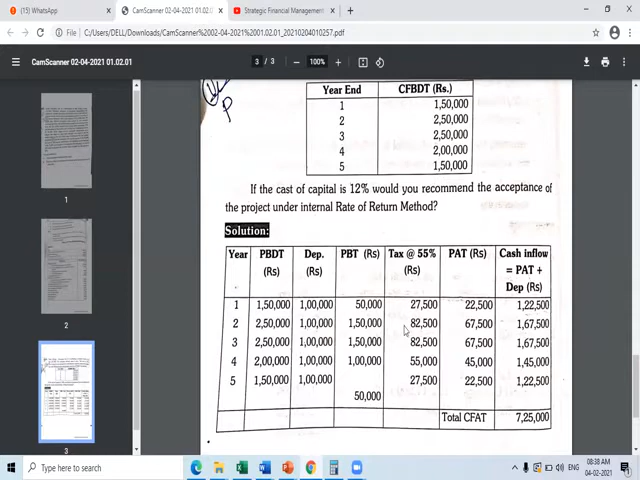 (15) WhatsApp
CamScanner 02-04-2021 01.02.01
Strategic Financial Management
C:/Users/DELL/Downloads/CamScanner%2002-04-2021%2001.02.01_20210204010257.pdf
CamScanner 02-04-2021 01.02.01
3 / 3
100%
1
2
3
P
Year End CFBDT (Rs.)
1 1,50,000
2 2,50,000
3 2,50,000
4 2,00,000
5 1,50,000
If the cast of capital is 12% would you recommend the acceptance of
the project under internal Rate of Return Method?
Solution:
Year PBDT (Rs) Dep. (Rs) PBT (Rs) Tax @ 55% (Rs) PAT (Rs) Cash inflow = PAT + Dep (Rs)
1 1,50,000 1,00,000 50,000 27,500 22,500 1,22,500
2 2,50,000 1,00,000 1,50,000 82,500 67,500 1,67,500
3 2,50,000 1,00,000 1,50,000 82,500 67,500 1,67,500
4 2,00,000 1,00,000 1,00,000 55,000 45,000 1,45,000
5 1,50,000 1,00,000 27,500 22,500 1,22,500
50,000
Total CFAT 7,25,000
Type here to search
ENG
08:38 AM
04-02-2021